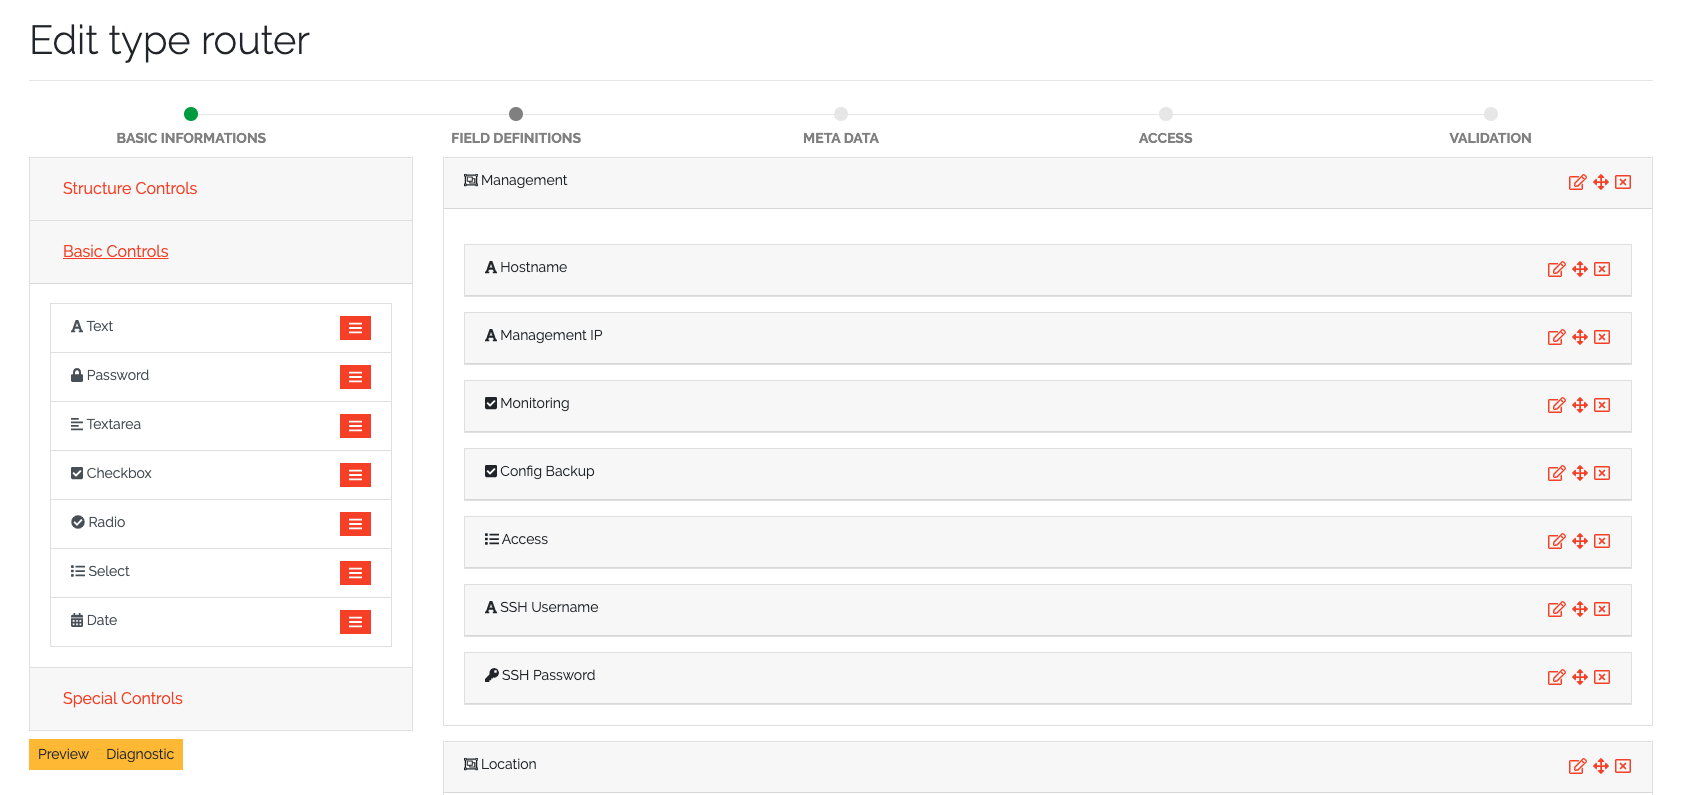 Edit type router
BASIC INFORMATIONS
FIELD DEFINITIONS
META DATA
ACCESS
VALIDATION
Structure Controls
Basic Controls
Text
Password
Textarea
Checkbox
Radio
Select
Date
Special Controls
Preview
Diagnostic
Management
Hostname
Management IP
Monitoring
Config Backup
Access
SSH Username
SSH Password
Location